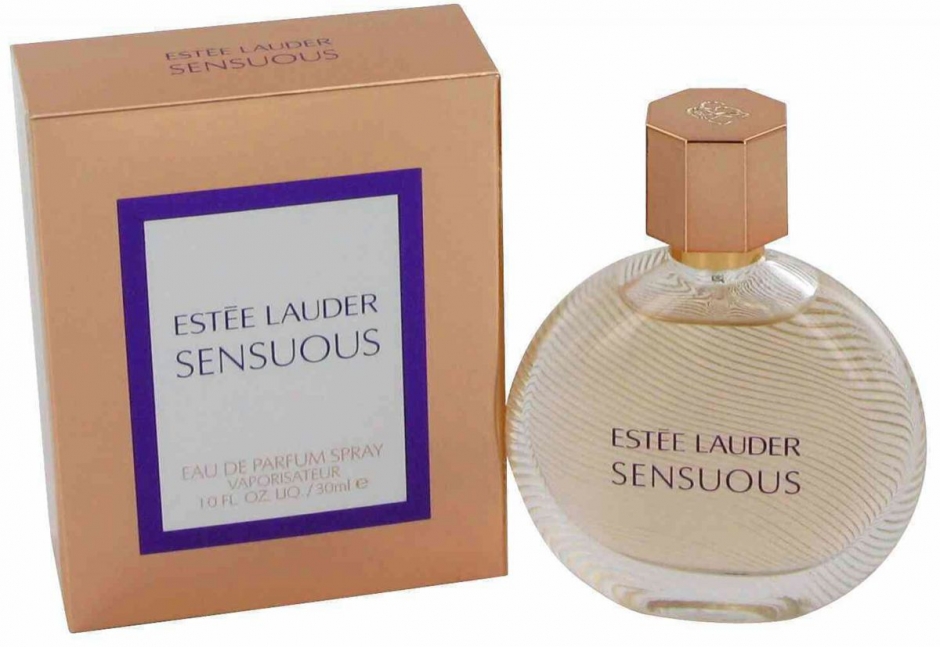 ESTĒE LAUDER
SENSUOUS
ESTĒE LAUDER
SENSUOUS
EAU DE PARFUM SPRAY
VAPORISATEUR
1.0 FL. OZ. LIQ. / 30ml e
ESTĒE LAUDER
SENSUOUS